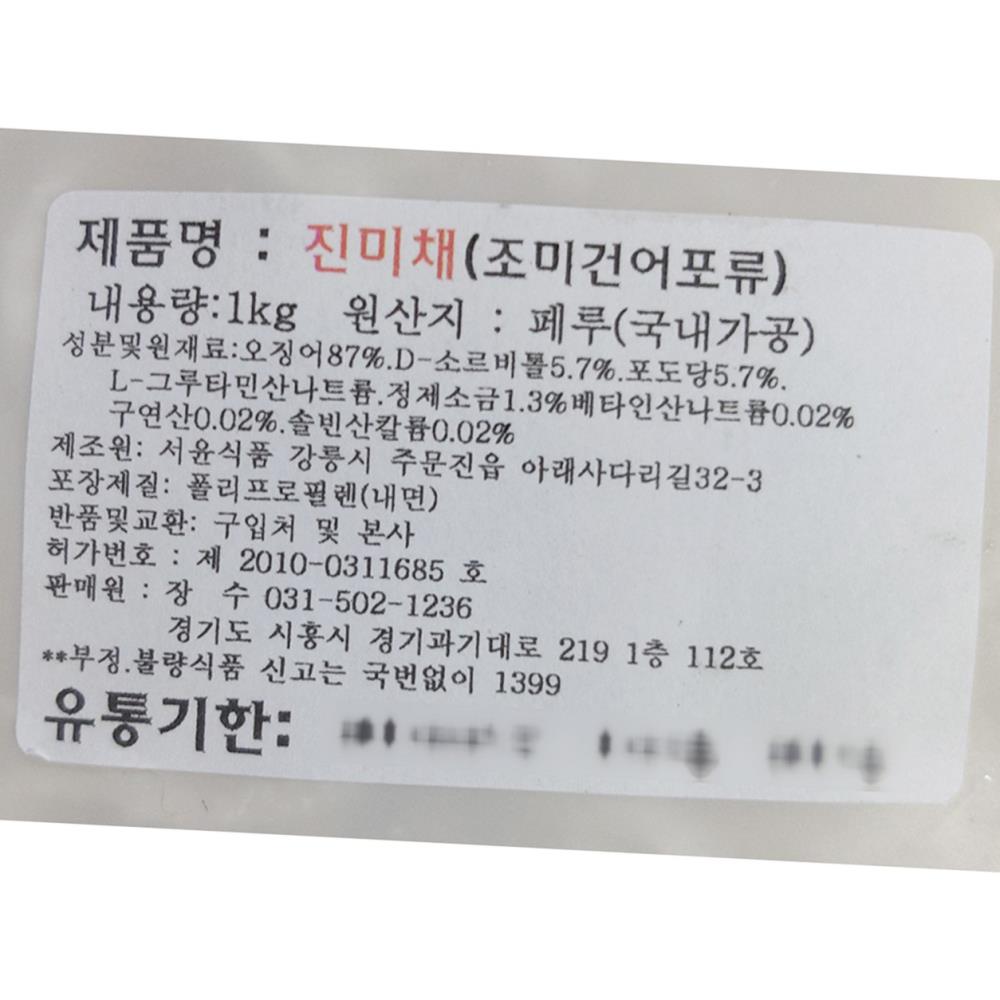 제품명 : 진미채(조미건어포류)
내용량:1kg 원산지 : 페루(국내가공)
성분및원재료:오징어87%.D-소르비톨5.7%.포도당5.7%.
L-그루타민산나트륨.정제소금1.3%베타인산나트륨0.02%
구연산0.02%.솔빈산칼륨0.02%
제조원: 서윤식품 강릉시 주문진읍 아래사다리길32-3
포장제질: 폴리프로필렌(내면)
반품및교환: 구입처 및 본사
허가번호 : 제 2010-0311685 호
판매원 : 장 수 031-502-1236
경기도 시흥시 경기과기대로 219 1층 112호
**부정.불량식품 신고는 국번없이 1399
유통기한: